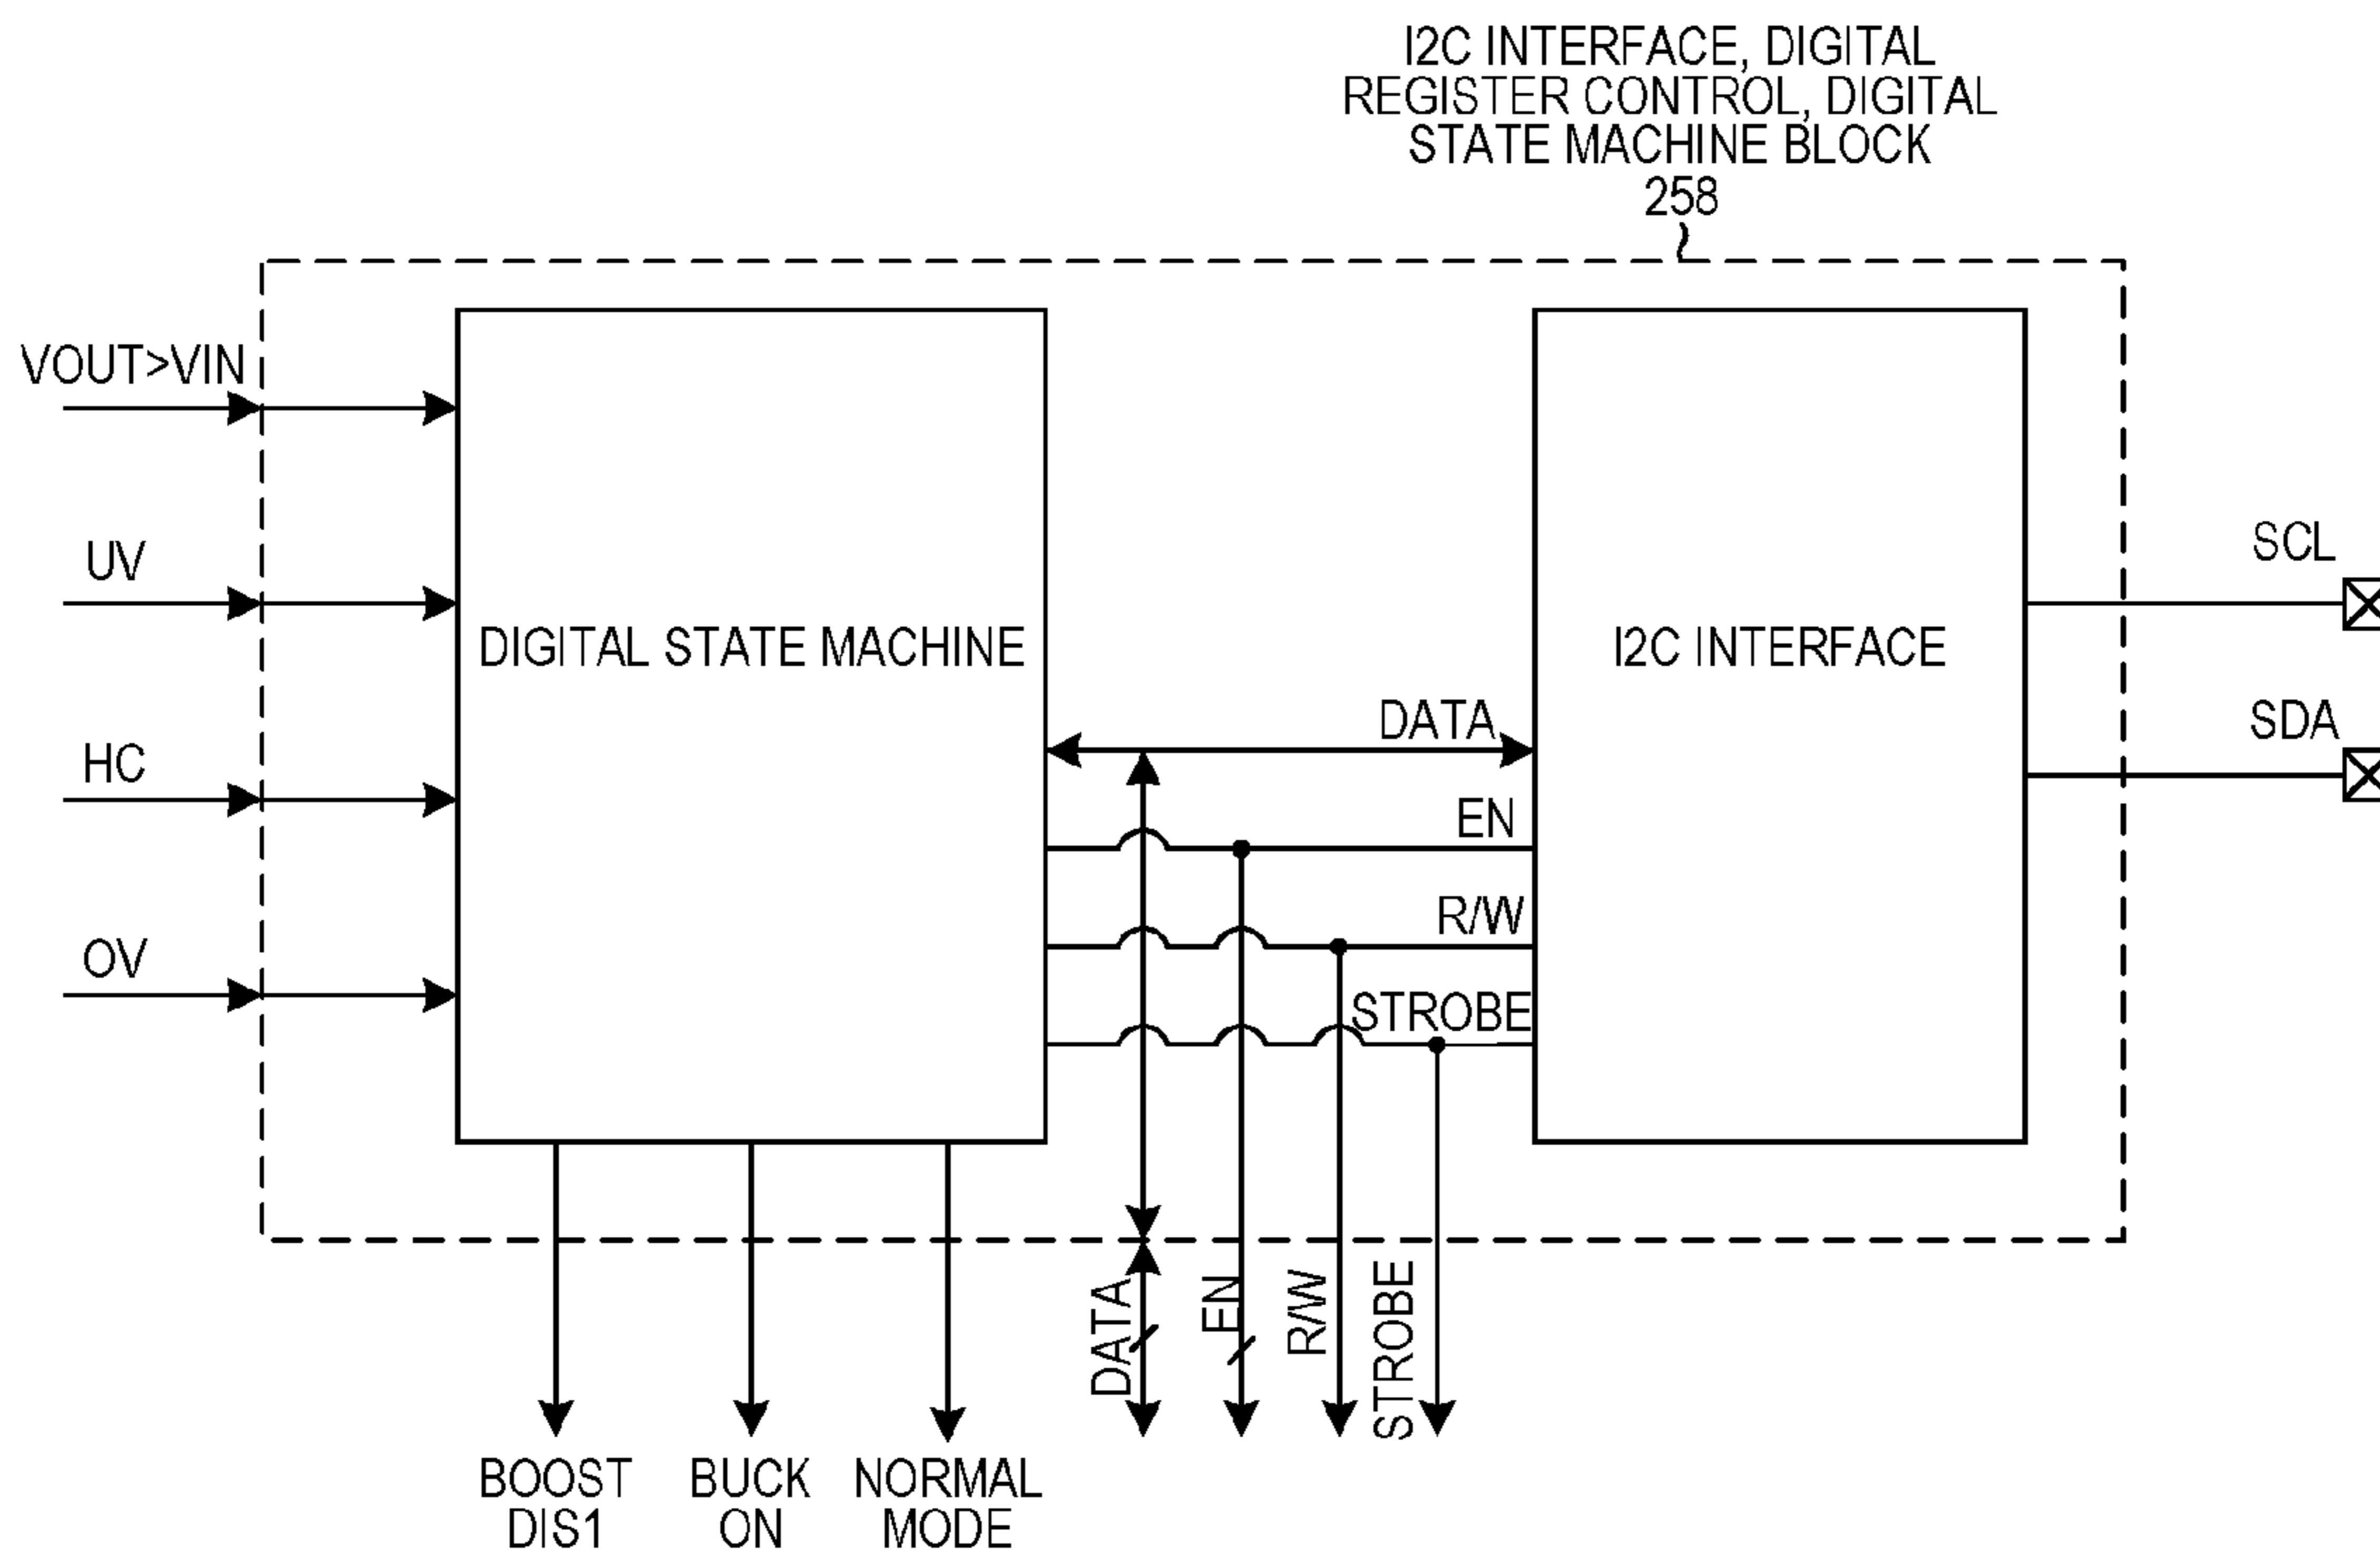 I2C INTERFACE, DIGITAL
REGISTER CONTROL, DIGITAL
STATE MACHINE BLOCK
258
VOUT>VIN
UV
HC
OV
DIGITAL STATE MACHINE
I2C INTERFACE
SCL
SDA
DATA
EN
R/W
STROBE
DATA
EN
R/W
STROBE
BOOST
DIS1
BUCK
ON
NORMAL
MODE